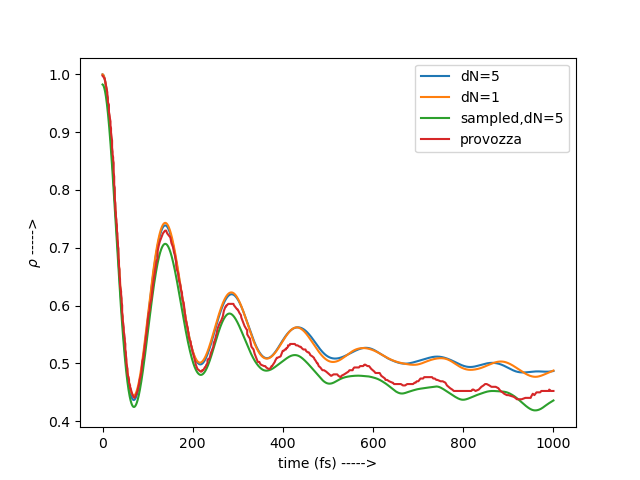 1.0
0.9
0.8
0.7
0.6
0.5
0.4
ρ ----->
0
200
400
600
800
1000
time (fs) ----->
dN=5
dN=1
sampled,dN=5
provozza